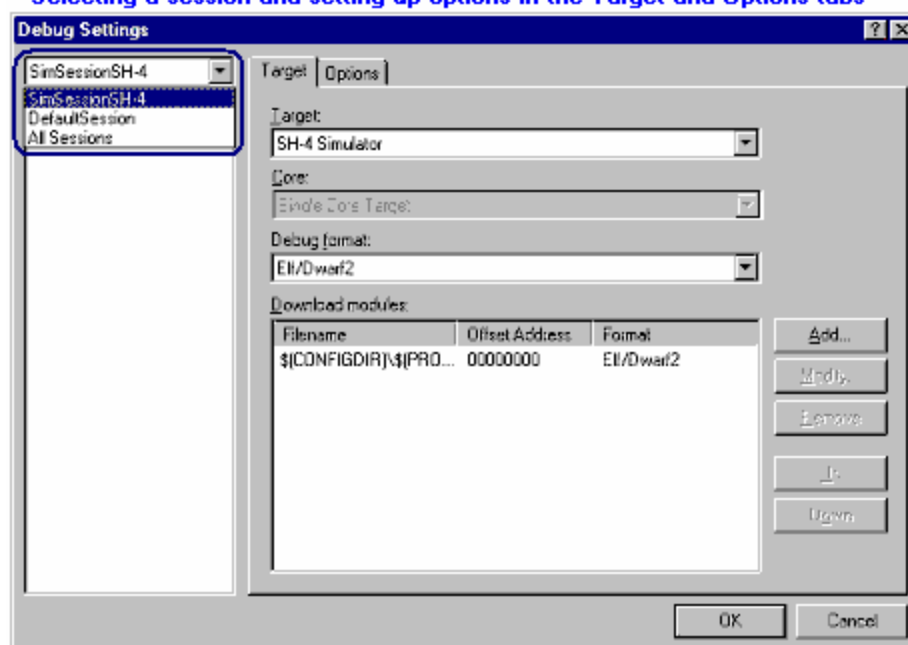 Selecting a session and setting up options in the Target and Options tabs
Debug Settings
SimSessionSH-4
SimSessionSH-4
DefaultSession
All Sessions
Target
Options
Target:
SH-4 Simulator
Core:
Single Core Target
Debug format:
Elf/Dwarf2
Download modules:
Filename
Offset Address
Format
$(CONFIGDIR)\$(PRO...
00000000
Elf/Dwarf2
Add...
Modify...
Remove
Up
Down
OK
Cancel